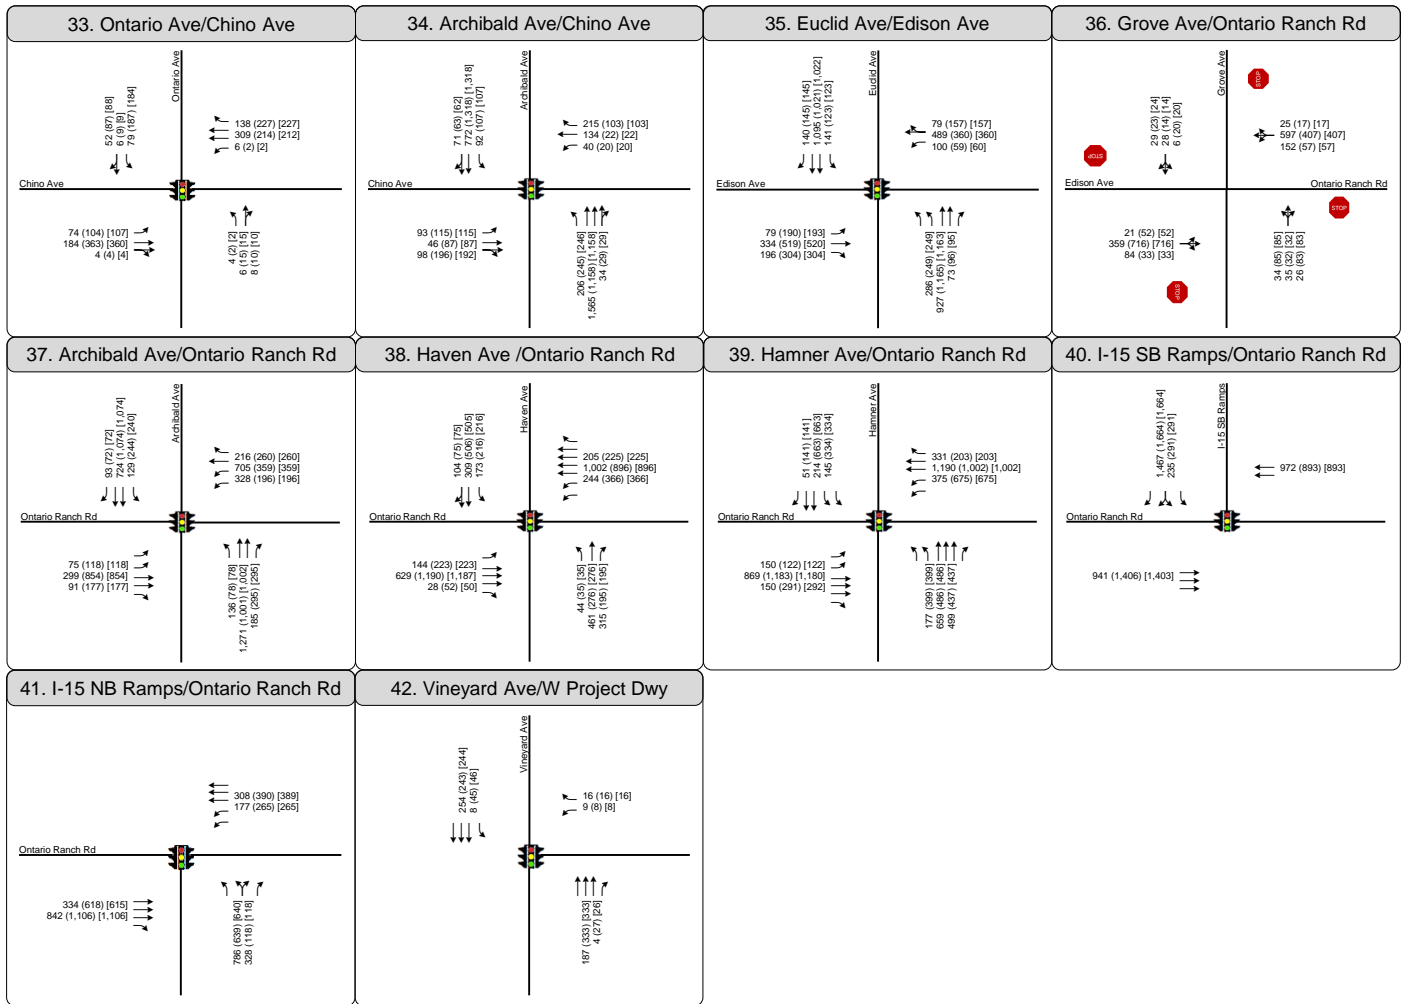 33. Ontario Ave/Chino Ave
Ontario Ave
52 (87) [88]
6 (9) [9]
79 (187) [184]
138 (227) [227]
309 (214) [212]
6 (2) [2]
Chino Ave
74 (104) [107]
184 (363) [360]
4 (4) [4]
4 (2) [2]
6 (15) [15]
8 (10) [10]
34. Archibald Ave/Chino Ave
Archibald Ave
71 (63) [62]
772 (1,318) [1,318]
92 (107) [107]
215 (103) [103]
134 (22) [22]
40 (20) [20]
Chino Ave
93 (115) [115]
46 (87) [87]
98 (196) [192]
206 (245) [246]
1,565 (1,158) [1,158]
34 (29) [29]
35. Euclid Ave/Edison Ave
Euclid Ave
140 (145) [145]
1,095 (1,021) [1,022]
141 (123) [123]
79 (157) [157]
489 (360) [360]
100 (59) [60]
Edison Ave
79 (190) [193]
334 (519) [520]
196 (304) [304]
286 (249) [249]
927 (1,165) [1,163]
73 (96) [95]
36. Grove Ave/Ontario Ranch Rd
Grove Ave
STOP
29 (23) [24]
28 (14) [14]
6 (20) [20]
25 (17) [17]
597 (407) [407]
152 (57) [57]
STOP
Edison Ave
Ontario Ranch Rd
STOP
21 (52) [52]
359 (716) [716]
84 (33) [33]
34 (85) [85]
35 (32) [32]
26 (83) [83]
STOP
37. Archibald Ave/Ontario Ranch Rd
Archibald Ave
93 (72) [72]
724 (1,074) [1,074]
129 (244) [240]
216 (260) [260]
705 (359) [359]
328 (196) [196]
Ontario Ranch Rd
75 (118) [118]
299 (854) [854]
91 (177) [177]
136 (78) [78]
1,271 (1,001) [1,002]
185 (295) [295]
38. Haven Ave /Ontario Ranch Rd
Haven Ave
104 (75) [75]
309 (506) [505]
173 (216) [216]
205 (225) [225]
1,002 (896) [896]
244 (366) [366]
Ontario Ranch Rd
144 (223) [223]
629 (1,190) [1,187]
28 (52) [50]
44 (35) [35]
461 (276) [276]
315 (195) [195]
39. Hamner Ave/Ontario Ranch Rd
Hamner Ave
51 (141) [141]
214 (663) [663]
145 (334) [334]
331 (203) [203]
1,190 (1,002) [1,002]
375 (675) [675]
Ontario Ranch Rd
150 (122) [122]
869 (1,183) [1,180]
150 (291) [292]
177 (399) [399]
659 (486) [486]
499 (437) [437]
40. I-15 SB Ramps/Ontario Ranch Rd
I-15 SB Ramps
1,467 (1,664) [1,664]
235 (291) [291]
972 (893) [893]
Ontario Ranch Rd
941 (1,406) [1,403]
41. I-15 NB Ramps/Ontario Ranch Rd
308 (390) [389]
177 (265) [265]
Ontario Ranch Rd
334 (618) [615]
842 (1,106) [1,106]
786 (639) [640]
328 (118) [118]
42. Vineyard Ave/W Project Dwy
Vineyard Ave
254 (243) [244]
8 (45) [46]
16 (16) [16]
9 (8) [8]
187 (333) [333]
4 (27) [26]